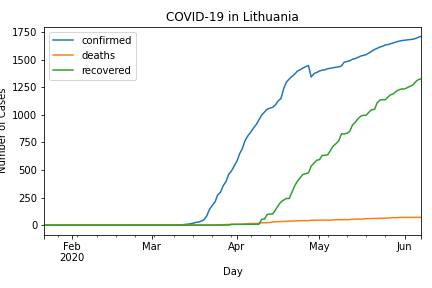 COVID-19 in Lithuania
confirmed
deaths
recovered
1750
1500
1250
1000
750
500
250
0
Number of Cases
Feb
2020
Mar
Apr
May
Jun
Day